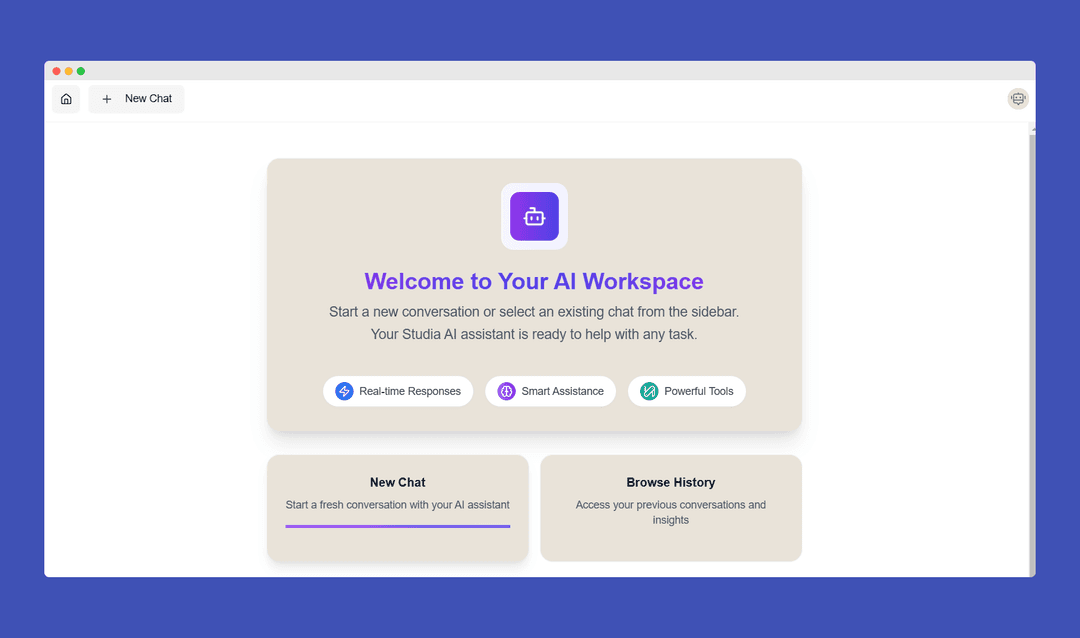 New Chat
Welcome to Your AI Workspace
Start a new conversation or select an existing chat from the sidebar.
Your Studia AI assistant is ready to help with any task.
Real-time Responses
Smart Assistance
Powerful Tools
New Chat
Start a fresh conversation with your AI assistant
Browse History
Access your previous conversations and
insights